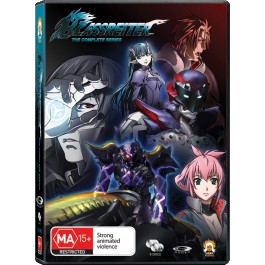 BLASSREITER
THE COMPLETE SERIES
MA 15+
RESTRICTED
Strong
animated
violence